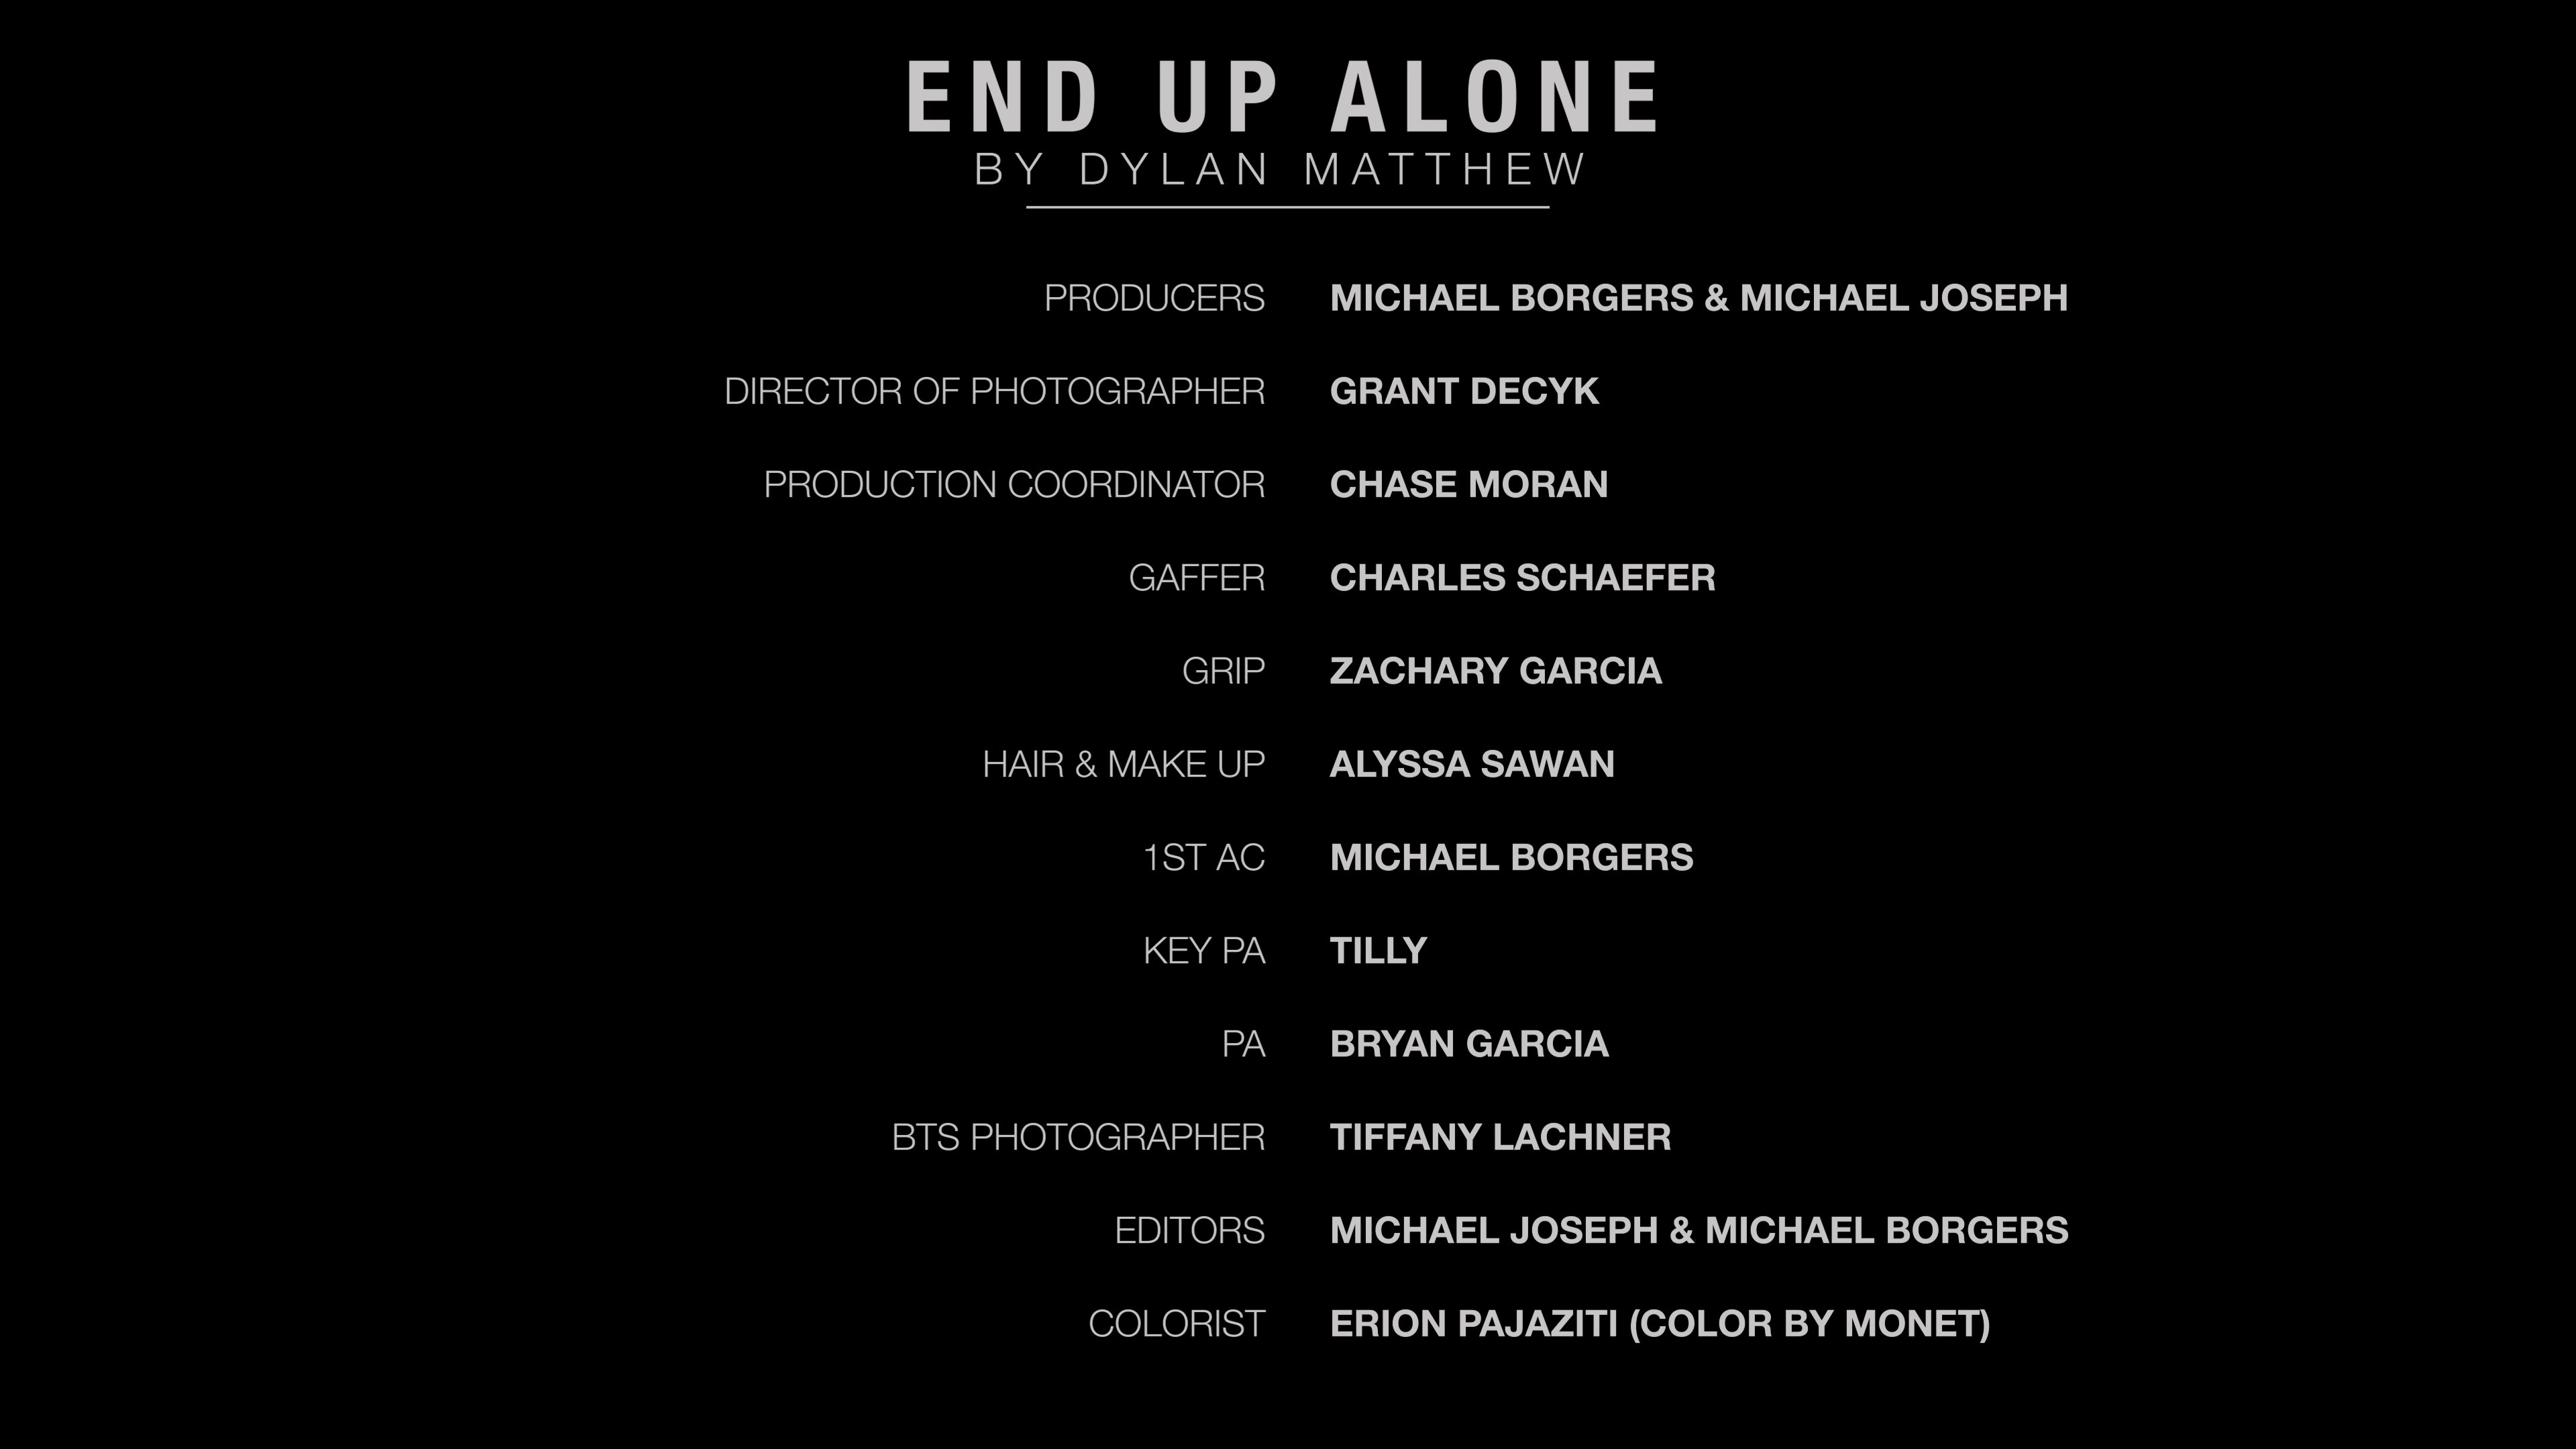 END UP ALONE
BY DYLAN MATTHEW
PRODUCERS MICHAEL BORGERS & MICHAEL JOSEPH
DIRECTOR OF PHOTOGRAPHER GRANT DECYK
PRODUCTION COORDINATOR CHASE MORAN
GAFFER CHARLES SCHAEFER
GRIP ZACHARY GARCIA
HAIR & MAKE UP ALYSSA SAWAN
1ST AC MICHAEL BORGERS
KEY PA TILLY
PA BRYAN GARCIA
BTS PHOTOGRAPHER TIFFANY LACHNER
EDITORS MICHAEL JOSEPH & MICHAEL BORGERS
COLORIST ERION PAJAZITI (COLOR BY MONET)